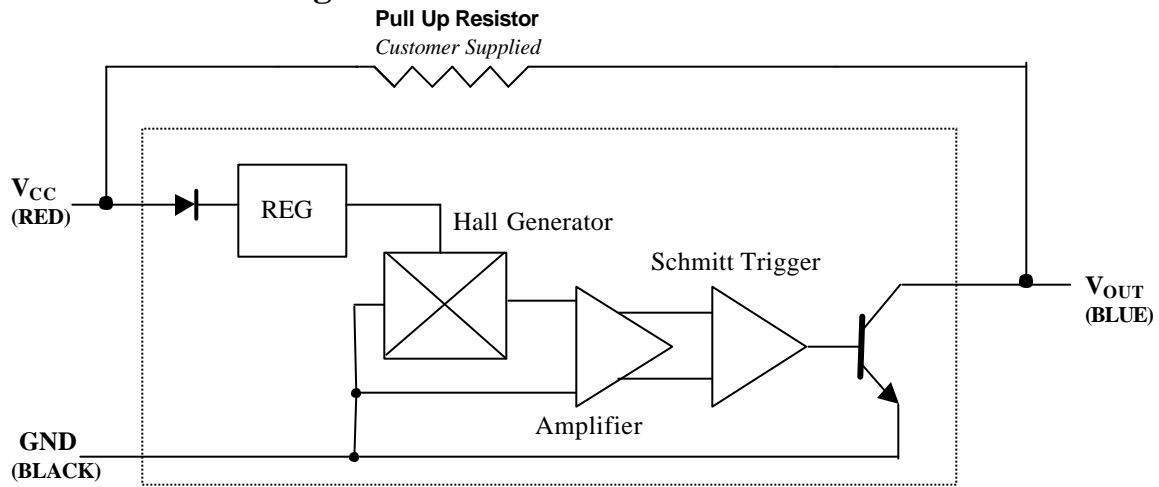 Pull Up Resistor
Customer Supplied
VCC
(RED)
REG
Hall Generator
Schmitt Trigger
VOUT
(BLUE)
Amplifier
GND
(BLACK)